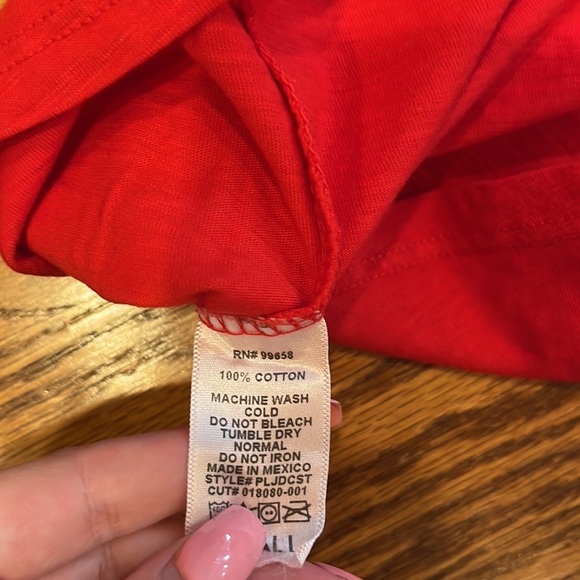 RN# 99658
100% COTTON
MACHINE WASH
COLD
DO NOT BLEACH
TUMBLE DRY
NORMAL
DO NOT IRON
MADE IN MEXICO
STYLE# PLJDCST
CUT# 018080-001